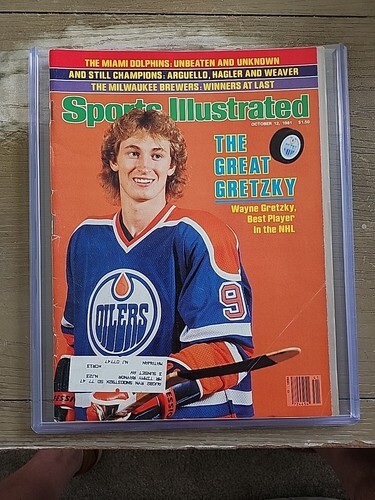 THE MIAMI DOLPHINS: UNBEATEN AND UNKNOWN
AND STILL CHAMPIONS: ARGUELLO, HAGLER AND WEAVER
THE MILWAUKEE BREWERS: WINNERS AT LAST
Sports Illustrated
OCTOBER 12, 1981 $1.50
THE
GREAT
GRETZKY
Wayne Gretzky,
Best Player
In the NHL
9
OILERS